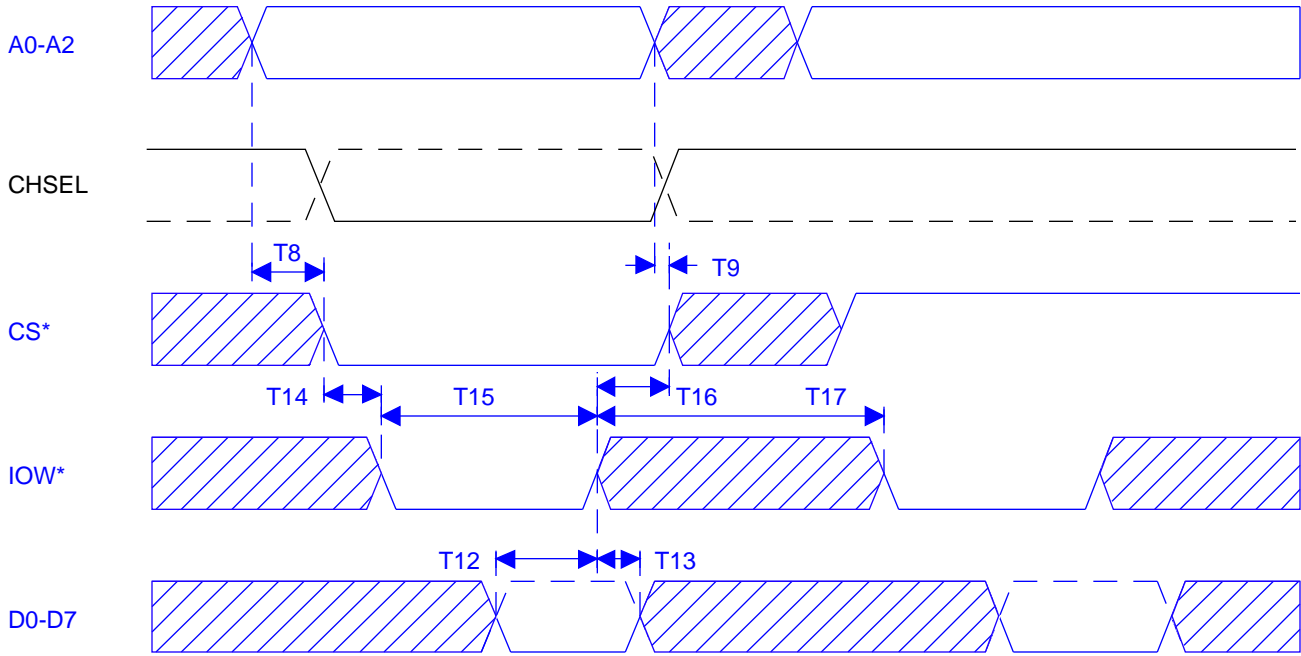 A0-A2
CHSEL
T8
T9
CS*
T14
T15
T16
T17
IOW*
T12
T13
D0-D7